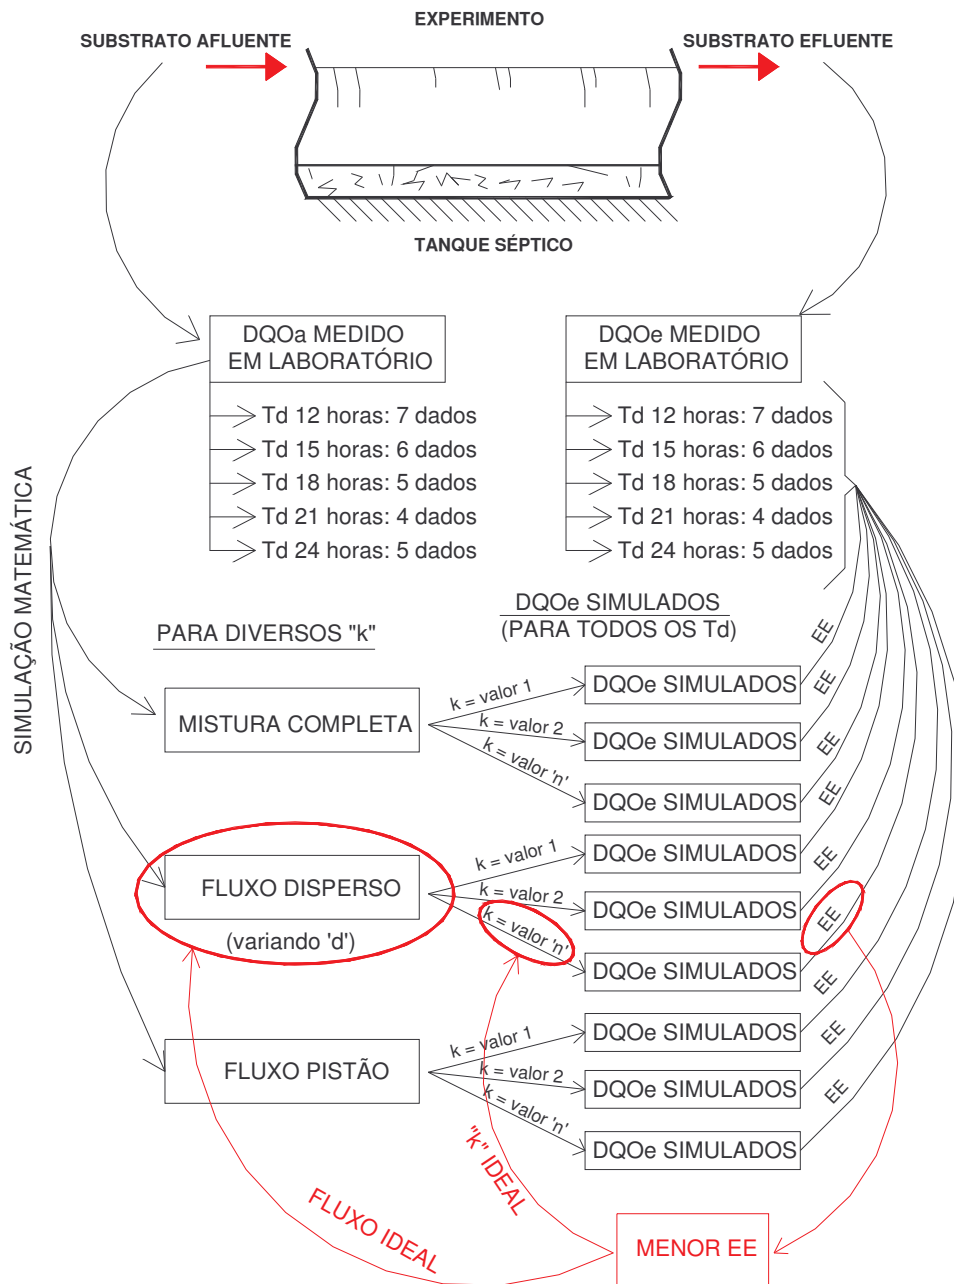 EXPERIMENTO
SUBSTRATO AFLUENTE
SUBSTRATO EFLUENTE
TANQUE SÉPTICO
DQOa MEDIDO
EM LABORATÓRIO
Td 12 horas: 7 dados
Td 15 horas: 6 dados
Td 18 horas: 5 dados
Td 21 horas: 4 dados
Td 24 horas: 5 dados
DQOe MEDIDO
EM LABORATÓRIO
Td 12 horas: 7 dados
Td 15 horas: 6 dados
Td 18 horas: 5 dados
Td 21 horas: 4 dados
Td 24 horas: 5 dados
SIMULAÇÃO MATEMÁTICA
PARA DIVERSOS "k"
DQOe SIMULADOS
(PARA TODOS OS Td)
MISTURA COMPLETA
k = valor 1
k = valor 2
k = valor 'n'
DQOe SIMULADOS
DQOe SIMULADOS
DQOe SIMULADOS
EE
EE
EE
FLUXO DISPERSO
(variando 'd')
k = valor 1
k = valor 2
k = valor 'n'
DQOe SIMULADOS
DQOe SIMULADOS
DQOe SIMULADOS
EE
EE
EE
FLUXO PISTÃO
k = valor 1
k = valor 2
k = valor 'n'
DQOe SIMULADOS
DQOe SIMULADOS
DQOe SIMULADOS
EE
EE
EE
"k" IDEAL
FLUXO IDEAL
MENOR EE